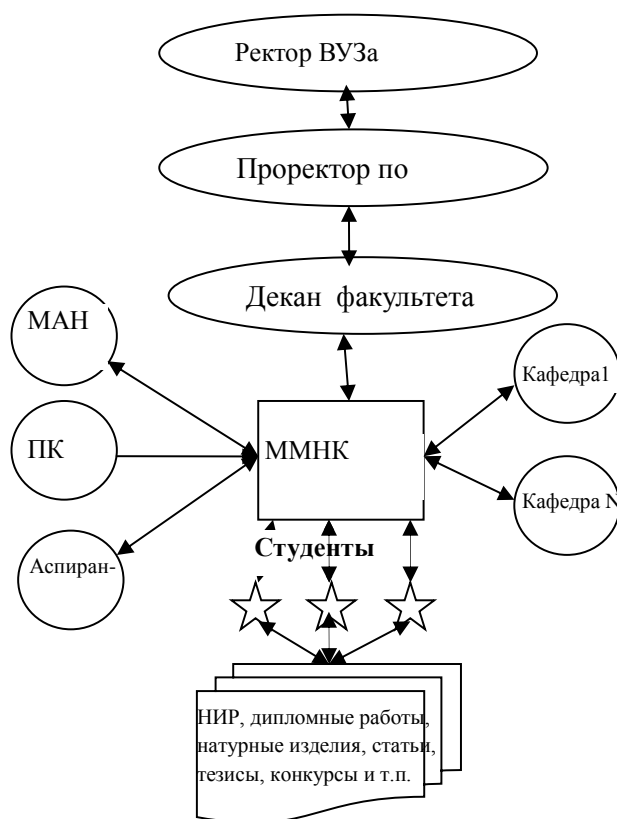 Ректор ВУЗа
Проректор по
Декан факультета
МАН
Кафедра1
ПК
ММНК
Кафедра N
Студенты
Аспиран-
НИР, дипломные работы,
натурные изделия, статьи,
тезисы, конкурсы и т.п.